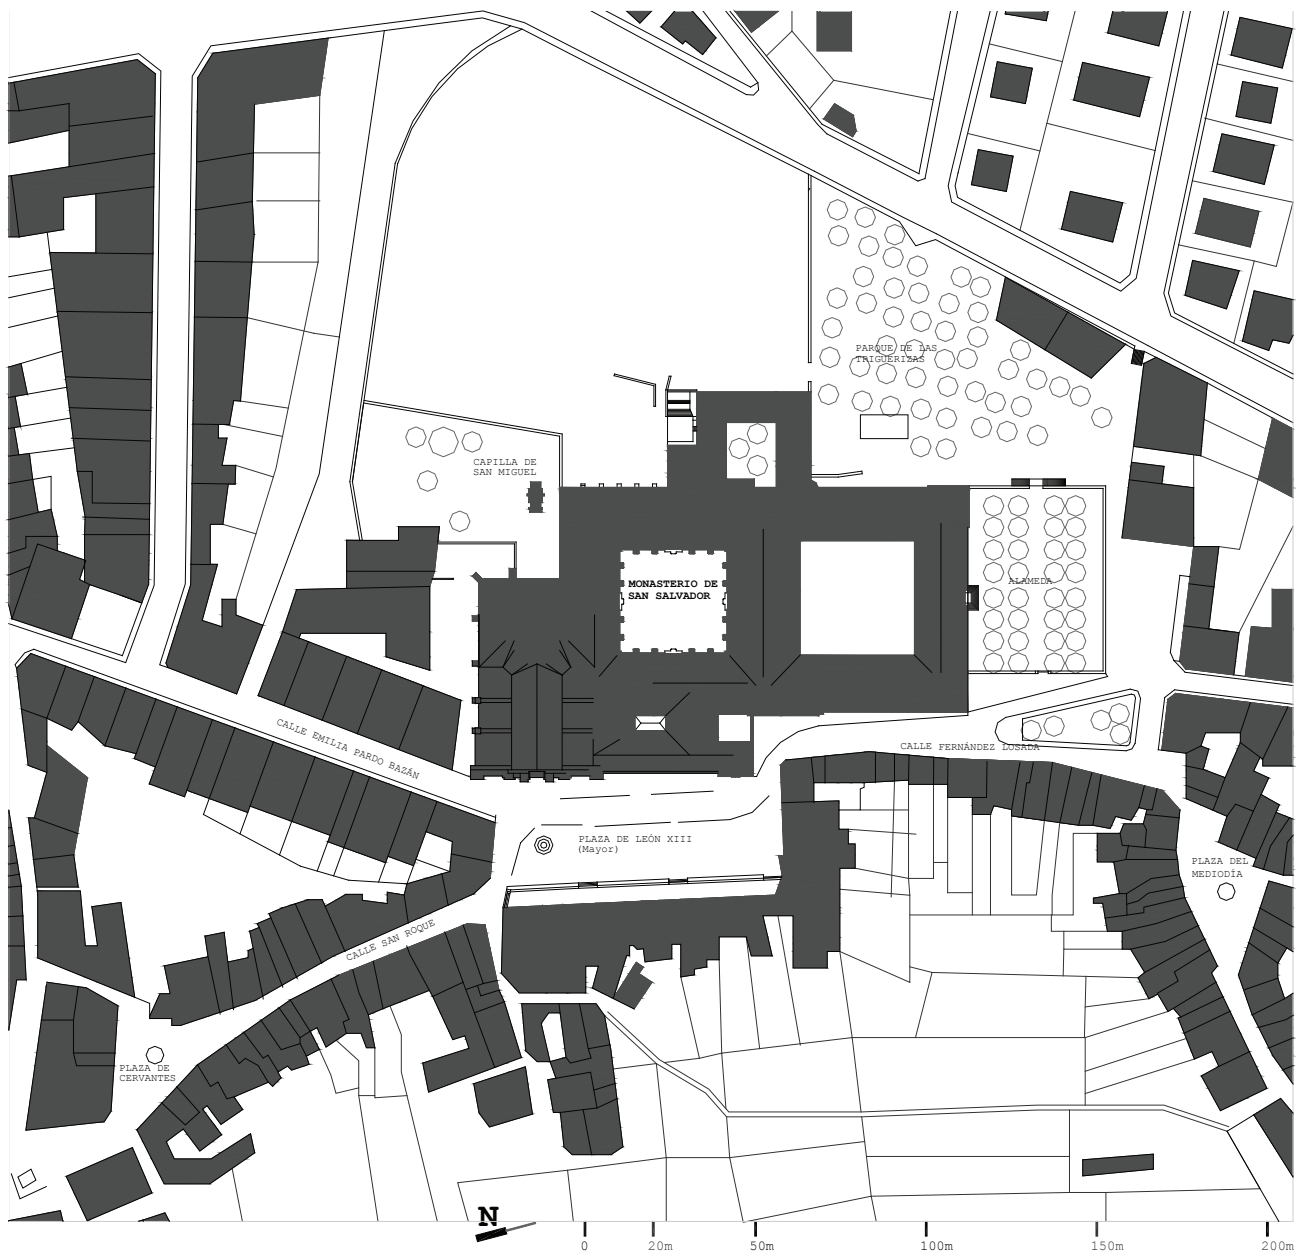 PARQUE DE LAS
TRIGUERIZAS
CAPILLA DE
SAN MIGUEL
MONASTERIO DE
SAN SALVADOR
ALAMEDA
CALLE EMILIA PARDO BAZÁN
CALLE FERNÁNDEZ LOSADA
PLAZA DE LEÓN XIII
(Mayor)
PLAZA DEL
MEDIODÍA
CALLE SAN ROQUE
PLAZA DE
CERVANTES
N
0 20m 50m 100m 150m 200m